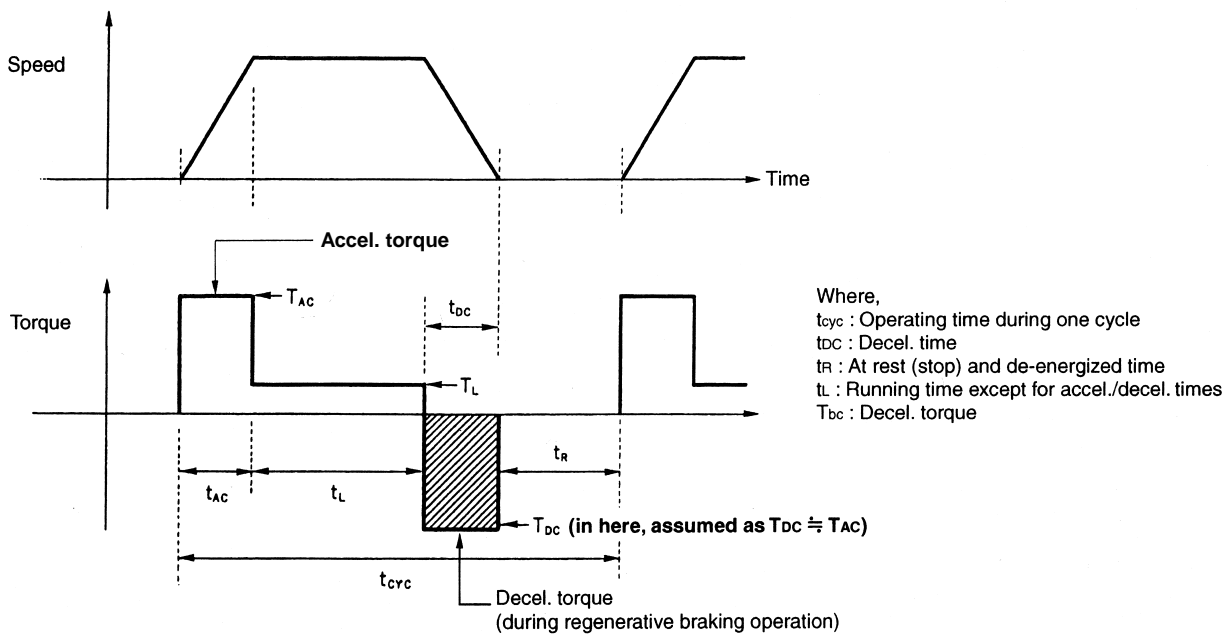 Speed
Time
Accel. torque
TAC
tDC
Torque
TL
Where,
tcyc : Operating time during one cycle
tDC : Decel. time
tR : At rest (stop) and de-energized time
tL : Running time except for accel./decel. times
Tbc : Decel. torque
tR
tAC
tL
TDC (in here, assumed as TDC ≒ TAC)
tCYC
Decel. torque
(during regenerative braking operation)